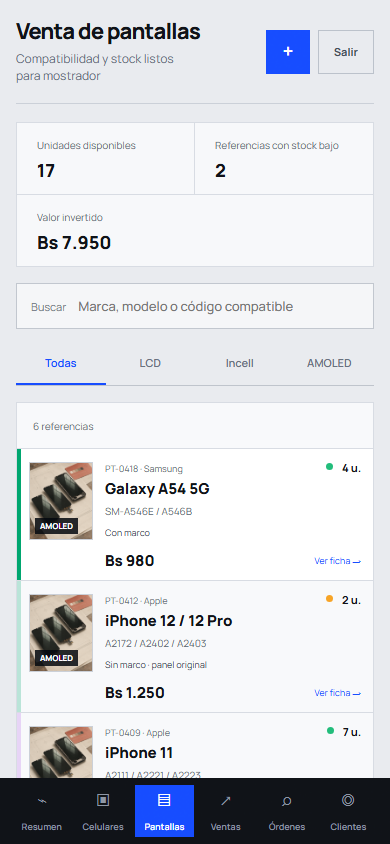 Venta de pantallas
Compatibilidad y stock listos
para mostrador
+
Salir
Unidades disponibles
17
Referencias con stock bajo
2
Valor invertido
Bs 7.950
Buscar Marca, modelo o código compatible
Todas LCD Incell AMOLED
6 referencias
PT-0418 · Samsung
4 u.
Galaxy A54 5G
SM-A546E / A546B
AMOLED
Con marco
Bs 980
Ver ficha
PT-0412 · Apple
2 u.
iPhone 12 / 12 Pro
A2172 / A2402 / A2403
AMOLED
Sin marco · panel original
Bs 1.250
Ver ficha
PT-0409 · Apple
7 u.
iPhone 11
A2111 / A2221 / A2223
Resumen Celulares Pantallas Ventas Órdenes Clientes